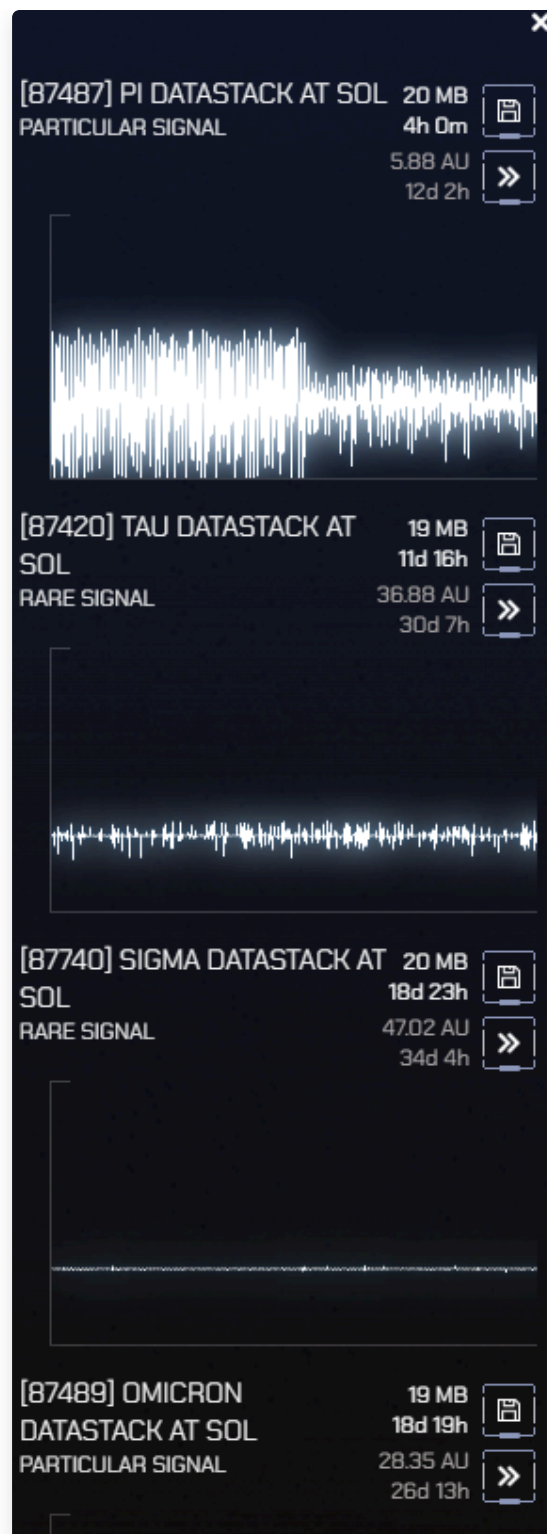 [87487] PI DATASTACK AT SOL 20 MB
PARTICULAR SIGNAL 4h 0m
5.88 AU
12d 2h
[87420] TAU DATASTACK AT 19 MB
SOL 11d 16h
RARE SIGNAL 36.88 AU
30d 7h
[87740] SIGMA DATASTACK AT 20 MB
SOL 18d 23h
RARE SIGNAL 47.02 AU
34d 4h
[87489] OMICRON 19 MB
DATASTACK AT SOL 18d 19h
PARTICULAR SIGNAL 28.35 AU
26d 13h